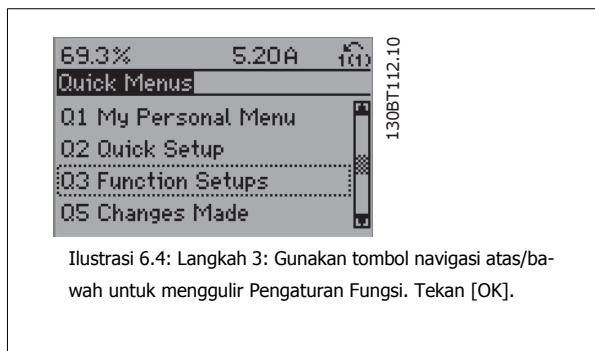 69.3% 5.20A 1(1)
Quick Menus
Q1 My Personal Menu
Q2 Quick Setup
Q3 Function Setups
Q5 Changes Made
130BT112.10
Ilustrasi 6.4: Langkah 3: Gunakan tombol navigasi atas/ba-
wah untuk menggulir Pengaturan Fungsi. Tekan [OK].